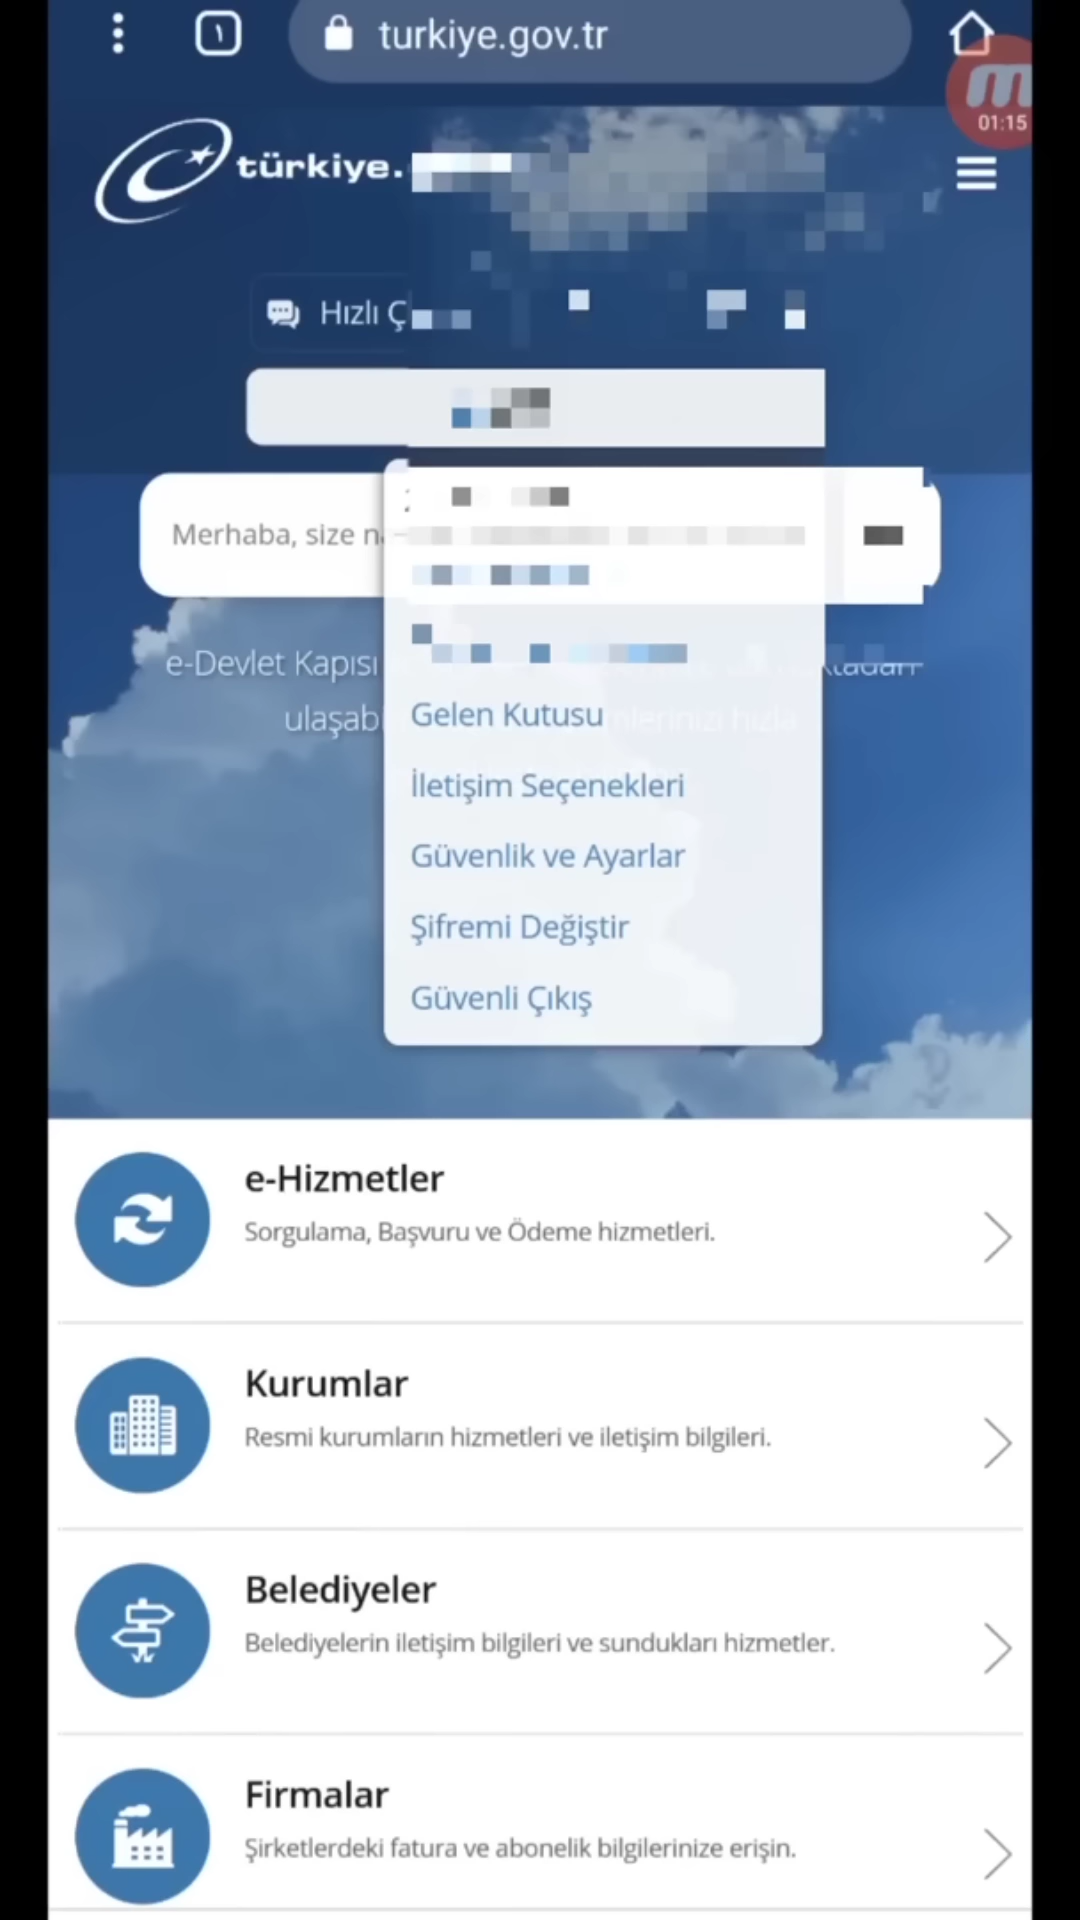 ١
turkiye.gov.tr
01:15
türkiye.
Hızlı
Merhaba, size
e-Devlet Kapısı
Gelen Kutusu
İletişim Seçenekleri
Güvenlik ve Ayarlar
Şifremi Değiştir
Güvenli Çıkış
e-Hizmetler
Sorgulama, Başvuru ve Ödeme hizmetleri.
Kurumlar
Resmi kurumların hizmetleri ve iletişim bilgileri.
Belediyeler
Belediyelerin iletişim bilgileri ve sundukları hizmetler.
Firmalar
Şirketlerdeki fatura ve abonelik bilgilerinize erişin.